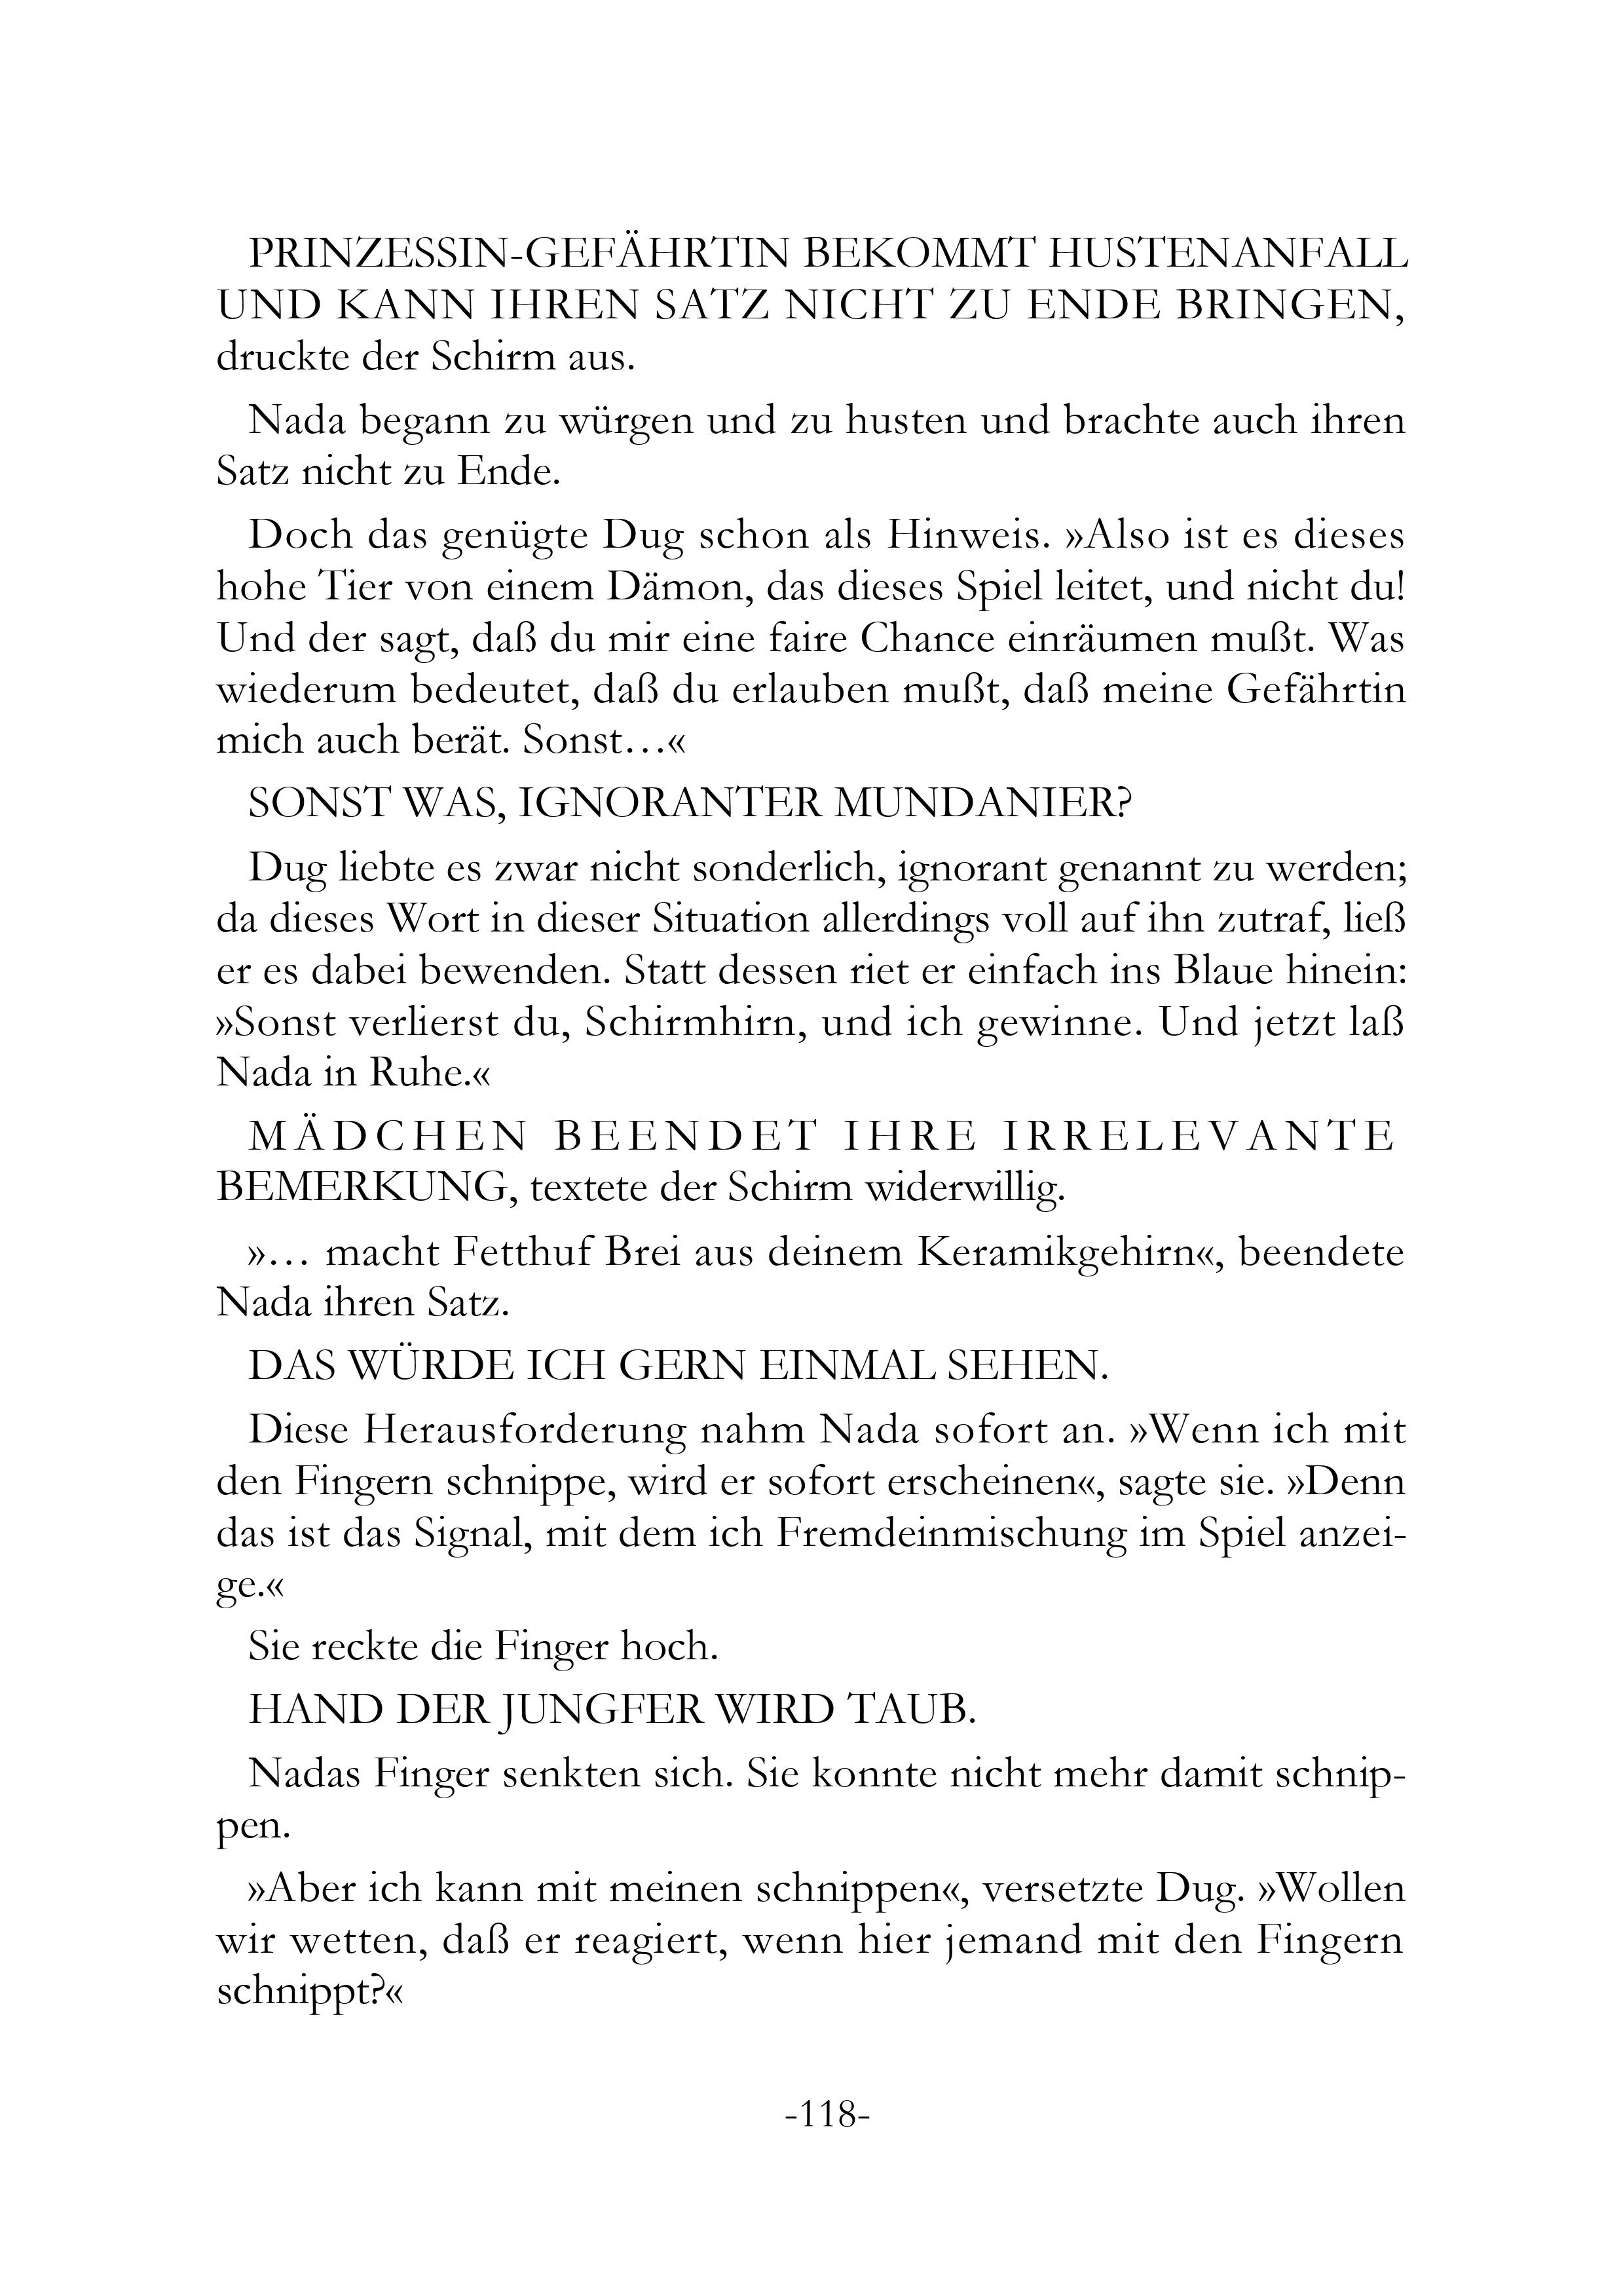 PRINZESSIN-GEFÄHRTIN BEKOMMT HUSTENANFALL
UND KANN IHREN SATZ NICHT ZU ENDE BRINGEN,
druckte der Schirm aus.
Nada begann zu würgen und zu husten und brachte auch ihren
Satz nicht zu Ende.
Doch das genügte Dug schon als Hinweis. »Also ist es dieses
hohe Tier von einem Dämon, das dieses Spiel leitet, und nicht du!
Und der sagt, daß du mir eine faire Chance einräumen mußt. Was
wiederum bedeutet, daß du erlauben mußt, daß meine Gefährtin
mich auch berät. Sonst…«
SONST WAS, IGNORANTER MUNDANIER?
Dug liebte es zwar nicht sonderlich, ignorant genannt zu werden;
da dieses Wort in dieser Situation allerdings voll auf ihn zutraf, ließ
er es dabei bewenden. Statt dessen riet er einfach ins Blaue hinein:
»Sonst verlierst du, Schirmhirn, und ich gewinne. Und jetzt laß
Nada in Ruhe.«
MÄDCHEN BEENDET IHRE IRRELEVANTE
BEMERKUNG, textete der Schirm widerwillig.
»… macht Fetthuf Brei aus deinem Keramikgehirn«, beendete
Nada ihren Satz.
DAS WÜRDE ICH GERN EINMAL SEHEN.
Diese Herausforderung nahm Nada sofort an. »Wenn ich mit
den Fingern schnippe, wird er sofort erscheinen«, sagte sie. »Denn
das ist das Signal, mit dem ich Fremdeinmischung im Spiel anzei-
ge.«
Sie reckte die Finger hoch.
HAND DER JUNGFER WIRD TAUB.
Nadas Finger senkten sich. Sie konnte nicht mehr damit schnip-
pen.
»Aber ich kann mit meinen schnippen«, versetzte Dug. »Wollen
wir wetten, daß er reagiert, wenn hier jemand mit den Fingern
schnippt?«
-118-